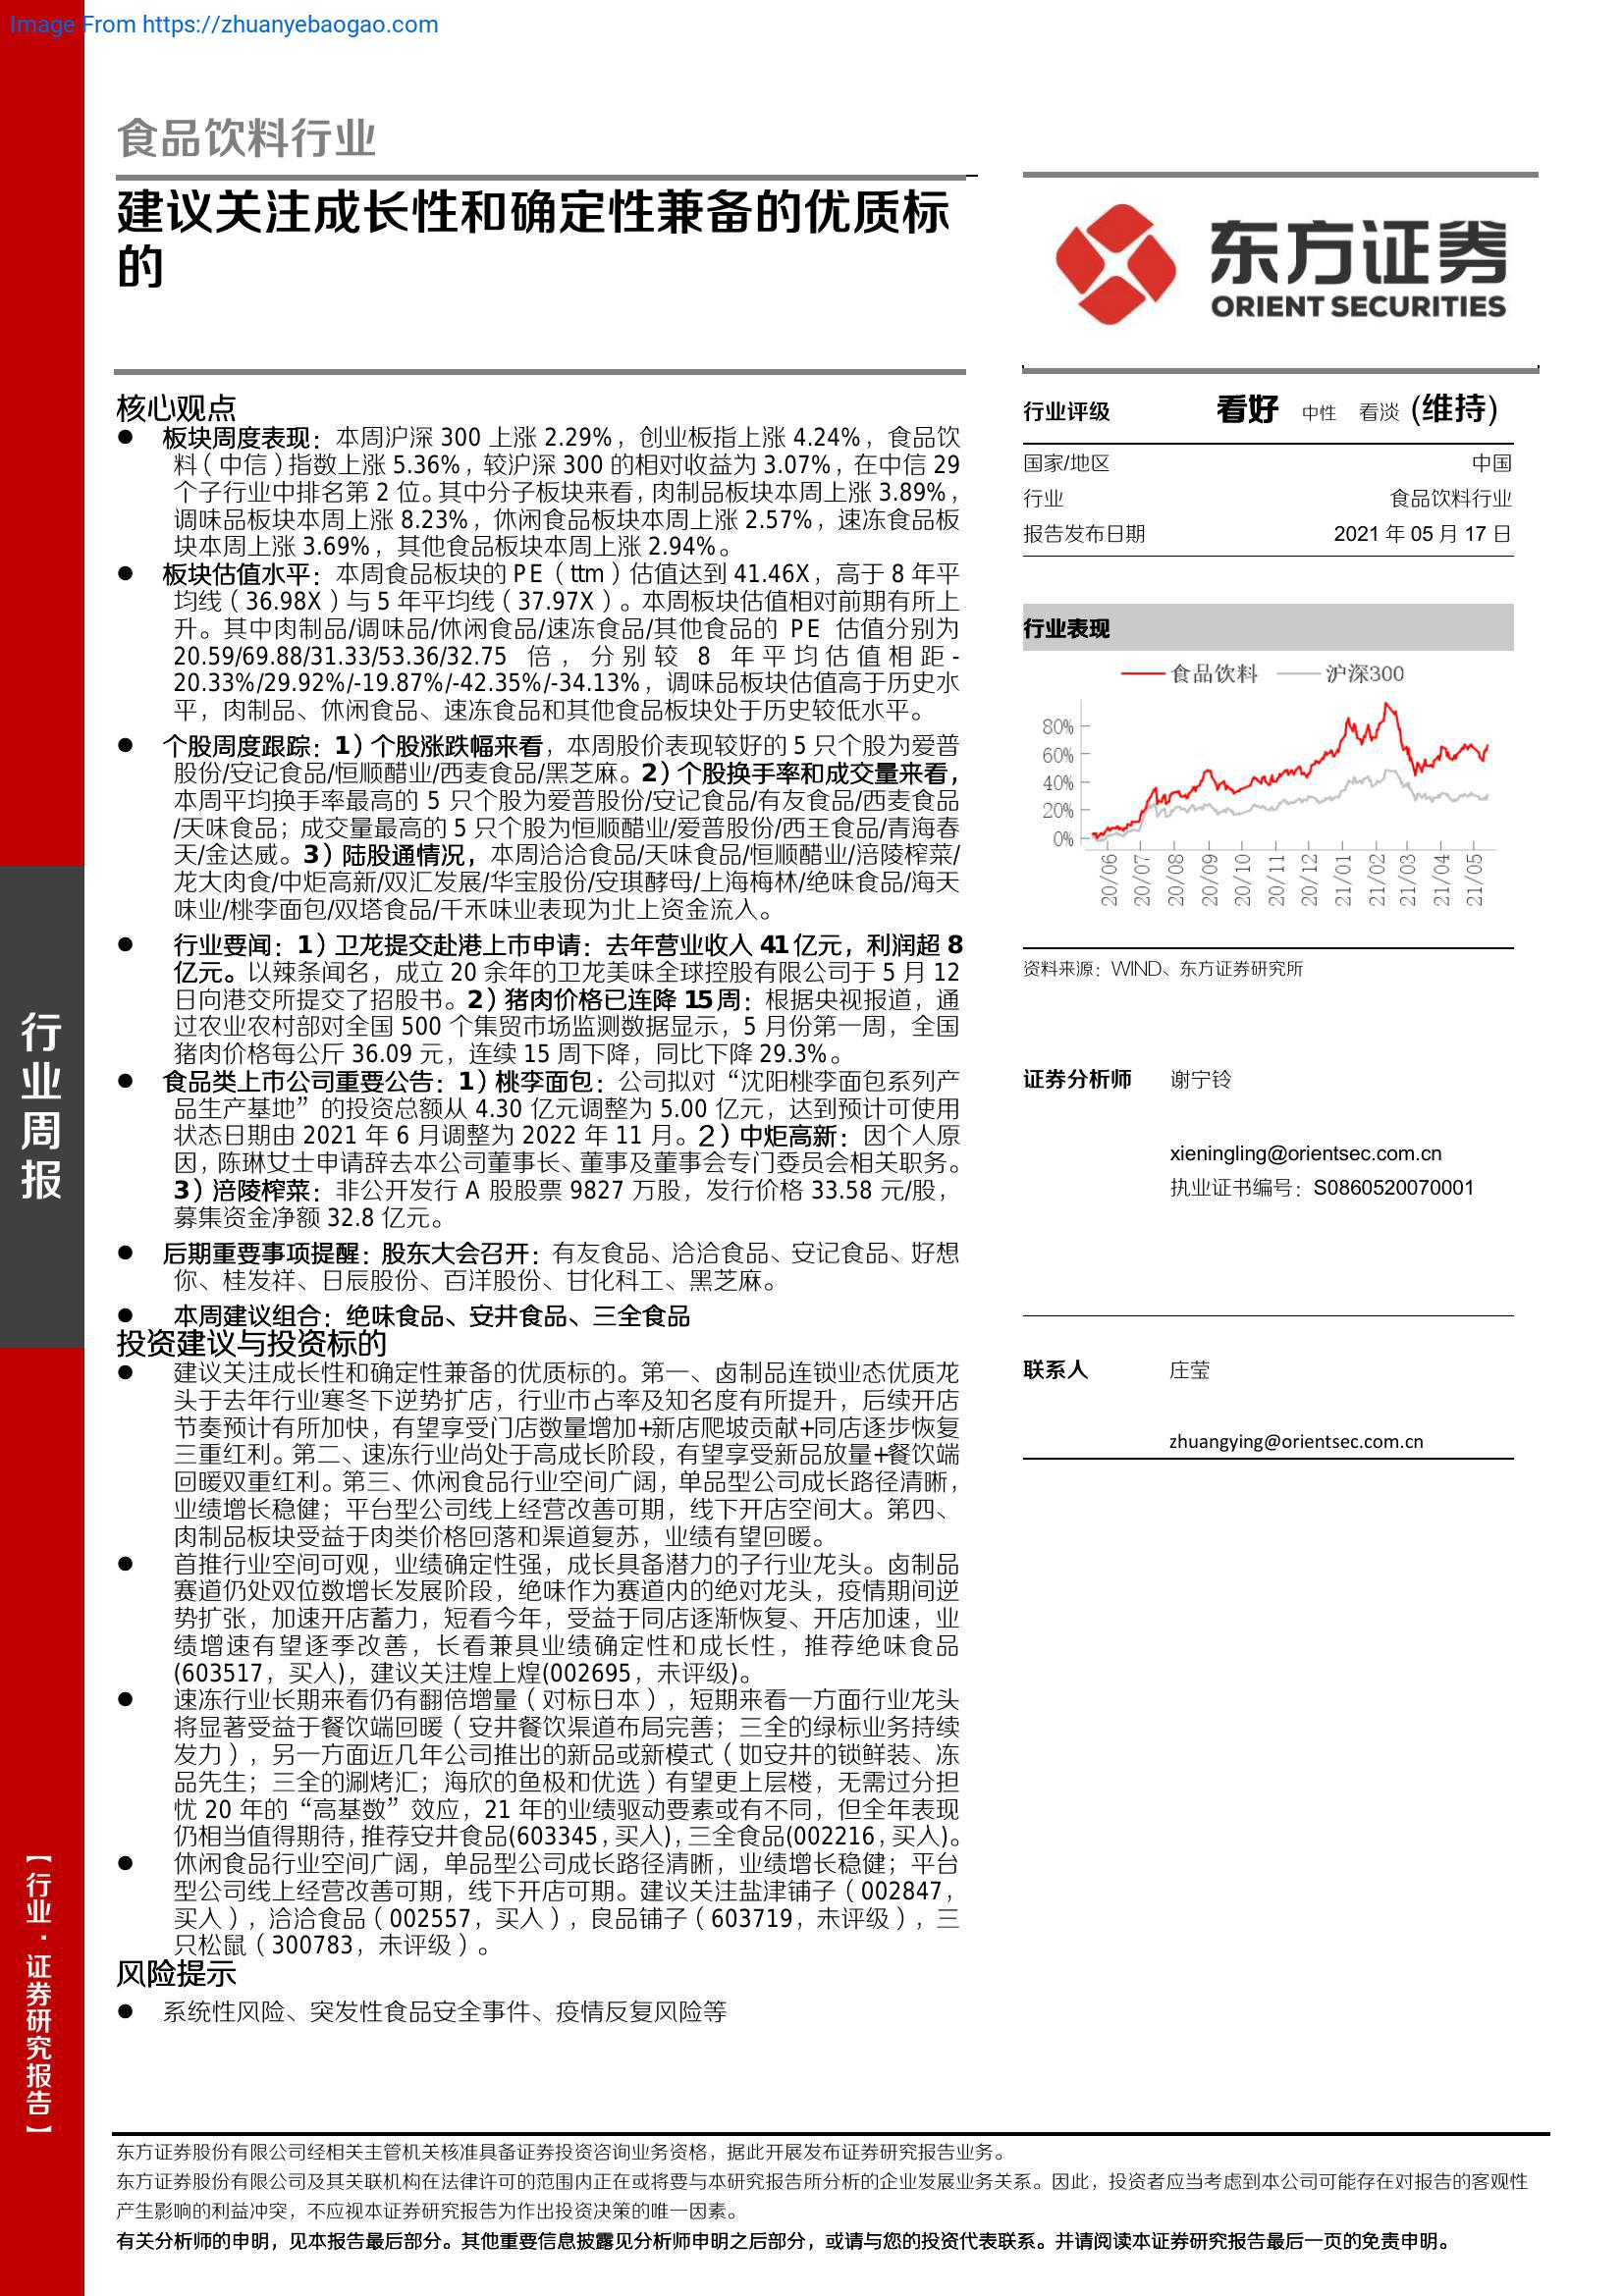 Image From https://zhuanyebaogao.com
食品饮料行业
建议关注成长性和确定性兼备的优质标
的
核心观点
● 板块周度表现：本周沪深 300 上涨 2.29%，创业板指上涨 4.24%，食品饮
料（中信）指数上涨 5.36%，较沪深 300 的相对收益为 3.07%，在中信 29
个子行业中排名第 2 位。其中分子板块来看，肉制品板块本周上涨 3.89%，
调味品板块本周上涨 8.23%，休闲食品板块本周上涨 2.57%，速冻食品板
块本周上涨 3.69%，其他食品板块本周上涨 2.94%。
● 板块估值水平：本周食品板块的 PE（ttm）估值达到 41.46X，高于 8 年平
均线（36.98X）与 5 年平均线（37.97X）。本周板块估值相对前期有所上
升。其中肉制品/调味品/休闲食品/速冻食品/其他食品的 PE 估值分别为
20.59/69.88/31.33/53.36/32.75 倍，分别较 8 年平均估值相距-
20.33%/29.92%/-19.87%/-42.35%/-34.13%，调味品板块估值高于历史水
平，肉制品、休闲食品、速冻食品和其他食品板块处于历史较低水平。
● 个股周度跟踪：1）个股涨跌幅来看，本周股价表现较好的 5 只个股为爱普
股份/安记食品/恒顺醋业/西麦食品/黑芝麻。2）个股换手率和成交量来看，
本周平均换手率最高的 5 只个股为爱普股份/安记食品/有友食品/西麦食品
/天味食品；成交量最高的 5 只个股为恒顺醋业/爱普股份/西王食品/青海春
天/金达威。3）陆股通情况，本周洽洽食品/天味食品/恒顺醋业/涪陵榨菜/
龙大肉食/中炬高新/双汇发展/华宝股份/安琪酵母/上海梅林/绝味食品/海天
味业/桃李面包/双塔食品/千禾味业表现为北上资金流入。
● 行业要闻：1）卫龙提交赴港上市申请：去年营业收入 41 亿元，利润超 8
亿元。以辣条闻名，成立 20 余年的卫龙美味全球控股有限公司于 5 月 12
日向港交所提交了招股书。2）猪肉价格已连降 15 周：根据央视报道，通
过农业农村部对全国 500 个集贸市场监测数据显示，5 月份第一周，全国
猪肉价格每公斤 36.09 元，连续 15 周下降，同比下降 29.3%。
● 食品类上市公司重要公告：1）桃李面包：公司拟对“沈阳桃李面包系列产
品生产基地”的投资总额从 4.30 亿元调整为 5.00 亿元，达到预计可使用
状态日期由 2021 年 6 月调整为 2022 年 11 月。2）中炬高新：因个人原
因，陈琳女士申请辞去本公司董事长、董事及董事会专门委员会相关职务。
3）涪陵榨菜：非公开发行 A 股股票 9827 万股，发行价格 33.58 元/股，
募集资金净额 32.8 亿元。
● 后期重要事项提醒：股东大会召开：有友食品、洽洽食品、安记食品、好想
你、桂发祥、日辰股份、百洋股份、甘化科工、黑芝麻。
● 本周建议组合：绝味食品、安井食品、三全食品
投资建议与投资标的
● 建议关注成长性和确定性兼备的优质标的。第一、卤制品连锁业态优质龙
头于去年行业寒冬下逆势扩店，行业市占率及知名度有所提升，后续开店
节奏预计有所加快，有望享受门店数量增加+新店爬坡贡献+同店逐步恢复
三重红利。第二、速冻行业尚处于高成长阶段，有望享受新品放量+餐饮端
回暖双重红利。第三、休闲食品行业空间广阔，单品型公司成长路径清晰，
业绩增长稳健；平台型公司线上经营改善可期，线下开店空间大。第四、
肉制品板块受益于肉类价格回落和渠道复苏，业绩有望回暖。
● 首推行业空间可观，业绩确定性强，成长具备潜力的子行业龙头。卤制品
赛道仍处双位数增长发展阶段，绝味作为赛道内的绝对龙头，疫情期间逆
势扩张，加速开店蓄力，短看今年，受益于同店逐渐恢复、开店加速，业
绩增速有望逐季改善，长看兼具业绩确定性和成长性，推荐绝味食品
(603517，买入)，建议关注煌上煌(002695，未评级)。
● 速冻行业长期来看仍有翻倍增量（对标日本），短期来看一方面行业龙头
将显著受益于餐饮端回暖（安井餐饮渠道布局完善；三全的绿标业务持续
发力），另一方面近几年公司推出的新品或新模式（如安井的锁鲜装、冻
品先生；三全的涮烤汇；海欣的鱼极和优选）有望更上层楼，无需过分担
忧 20 年的“高基数”效应，21 年的业绩驱动要素或有不同，但全年表现
仍相当值得期待，推荐安井食品(603345，买入)，三全食品(002216，买入)。
● 休闲食品行业空间广阔，单品型公司成长路径清晰，业绩增长稳健；平台
型公司线上经营改善可期，线下开店可期。建议关注盐津铺子（002847，
买入），洽洽食品（002557，买入），良品铺子（603719，未评级），三
只松鼠（300783，未评级）。
风险提示
● 系统性风险、突发性食品安全事件、疫情反复风险等
东方证券
ORIENT SECURITIES
行业评级 看好 中性 看淡 (维持)
国家/地区 中国
行业 食品饮料行业
报告发布日期 2021 年 05 月 17 日
行业表现
食品饮料 沪深300
80%
60%
40%
20%
0%
20/06 20/07 20/08 20/09 20/10 20/11 20/12 21/01 21/02 21/03 21/04 21/05
资料来源：WIND、东方证券研究所
证券分析师 谢宁铃
xieningling@orientsec.com.cn
执业证书编号：S0860520070001
联系人 庄莹
zhuangying@orientsec.com.cn
行业周报
【行业·证券研究报告】
东方证券股份有限公司经相关主管机关核准具备证券投资咨询业务资格，据此开展发布证券研究报告业务。
东方证券股份有限公司及其关联机构在法律许可的范围内正在或将要与本研究报告所分析的企业发展业务关系。因此，投资者应当考虑到本公司可能存在对报告的客观性
产生影响的利益冲突，不应视本证券研究报告为作出投资决策的唯一因素。
有关分析师的申明，见本报告最后部分。其他重要信息披露见分析师申明之后部分，或请与您的投资代表联系。并请阅读本证券研究报告最后一页的免责申明。